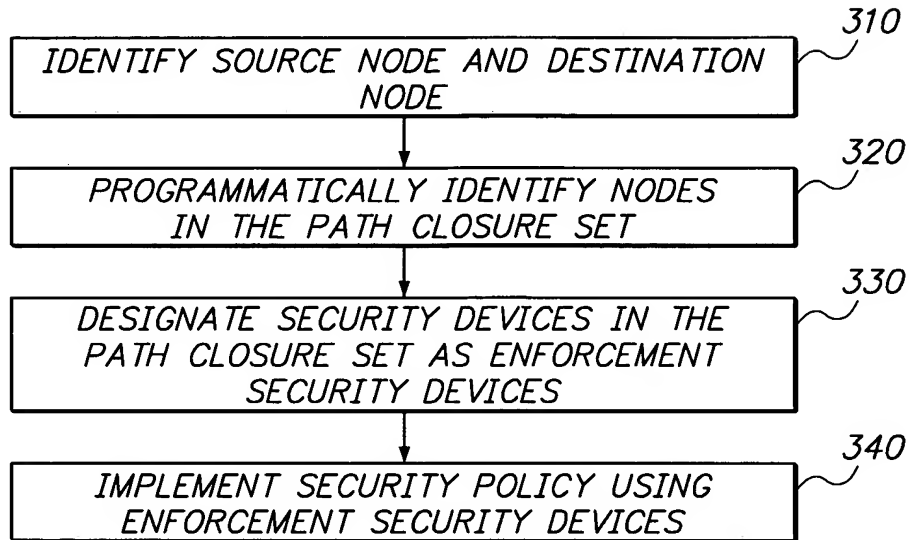 310
IDENTIFY SOURCE NODE AND DESTINATION
NODE
320
PROGRAMMATICALLY IDENTIFY NODES
IN THE PATH CLOSURE SET
330
DESIGNATE SECURITY DEVICES IN THE
PATH CLOSURE SET AS ENFORCEMENT
SECURITY DEVICES
340
IMPLEMENT SECURITY POLICY USING
ENFORCEMENT SECURITY DEVICES